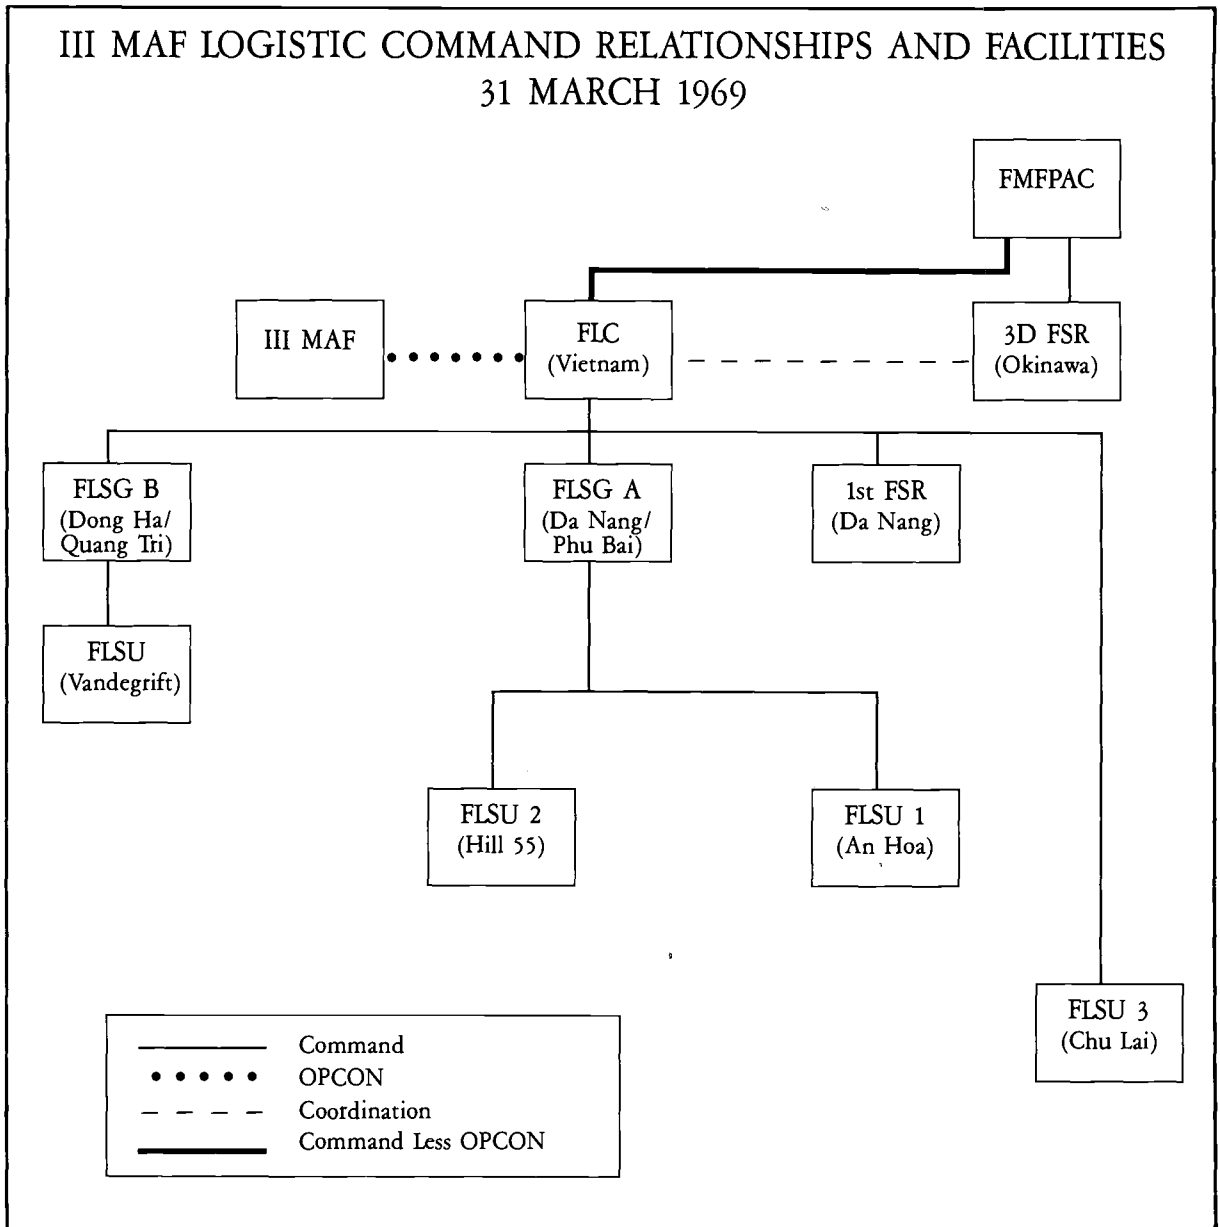 III MAF LOGISTIC COMMAND RELATIONSHIPS AND FACILITIES
31 MARCH 1969
FMFPAC
III MAF
FLC
(Vietnam)
3D FSR
(Okinawa)
FLSG B
(Dong Ha/
Quang Tri)
FLSG A
(Da Nang/
Phu Bai)
1st FSR
(Da Nang)
FLSU
(Vandegrift)
FLSU 2
(Hill 55)
FLSU 1
(An Hoa)
FLSU 3
(Chu Lai)
Command
OPCON
Coordination
Command Less OPCON